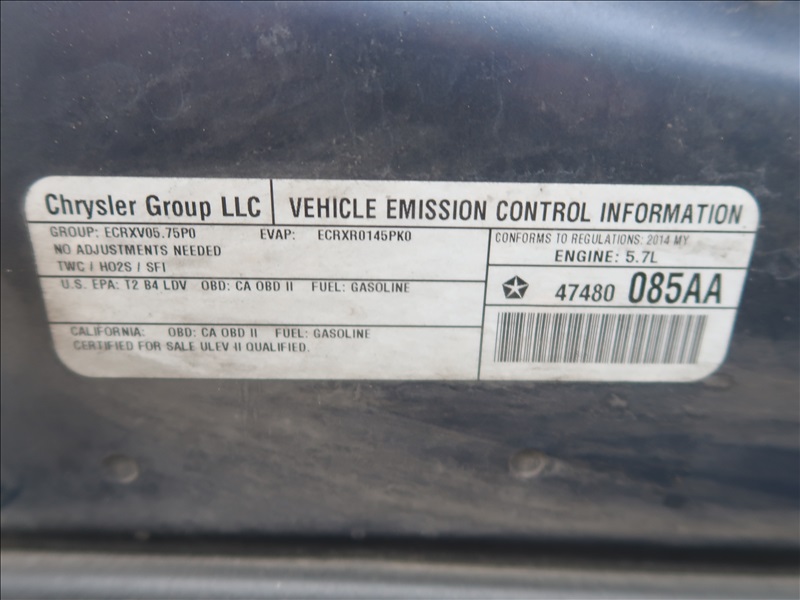 Chrysler Group LLC VEHICLE EMISSION CONTROL INFORMATION
GROUP: ECRXV05.75P0 EVAP: ECRXR0145PK0
NO ADJUSTMENTS NEEDED
TWC / HO2S / SFI
U.S. EPA: T2 B4 LDV OBD: CA OBD II FUEL: GASOLINE
CALIFORNIA: OBD: CA OBD II FUEL: GASOLINE
CERTIFIED FOR SALE ULEV II QUALIFIED.
CONFORMS TO REGULATIONS: 2014 MY
ENGINE: 5.7L
47480 085AA